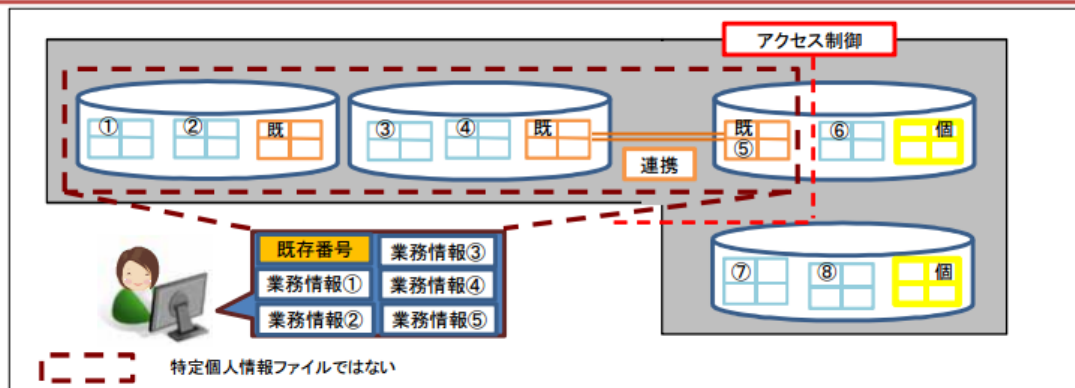 アクセス制御
① ② 既 ③ ④ 既 既 ⑥ 個
⑤
連携
既存番号 業務情報③
業務情報① 業務情報④
業務情報② 業務情報⑤
⑦ ⑧ 個
特定個人情報ファイルではない